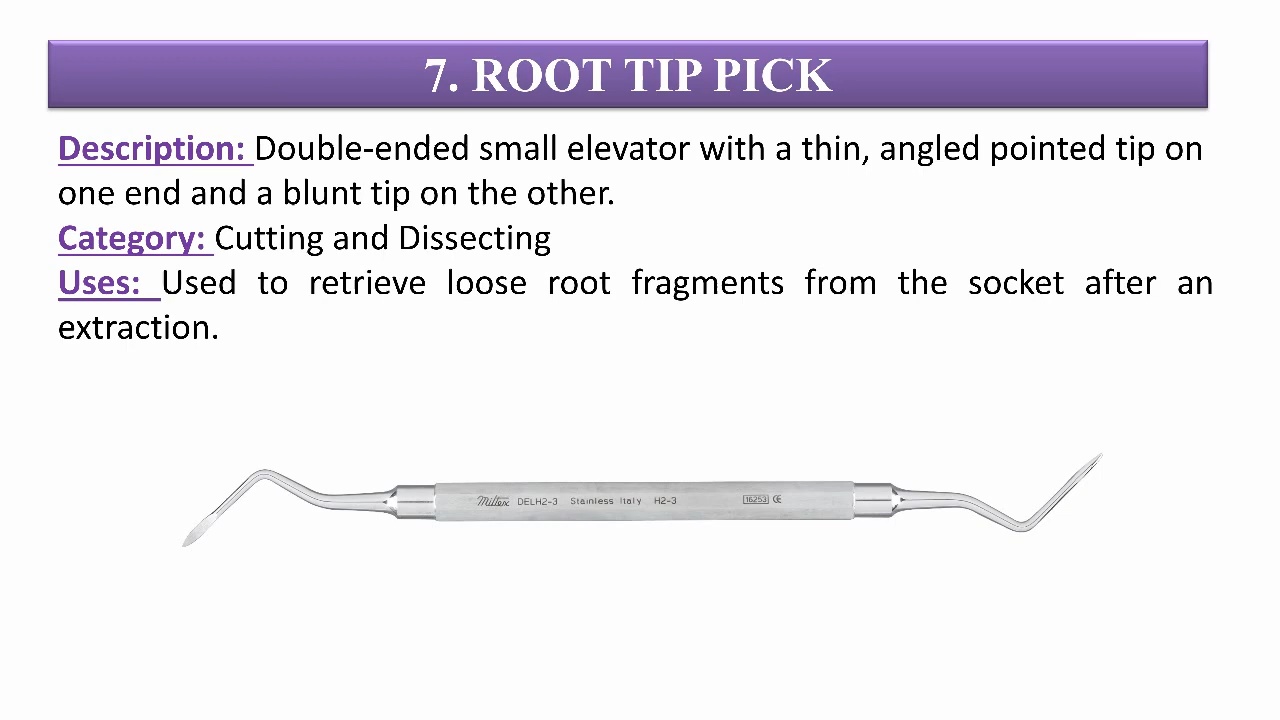 7. ROOT TIP PICK
Description: Double-ended small elevator with a thin, angled pointed tip on
one end and a blunt tip on the other.
Category: Cutting and Dissecting
Uses: Used to retrieve loose root fragments from the socket after an
extraction.
Miltex DELH2-3 Stainless Italy H2-3 16253 CE